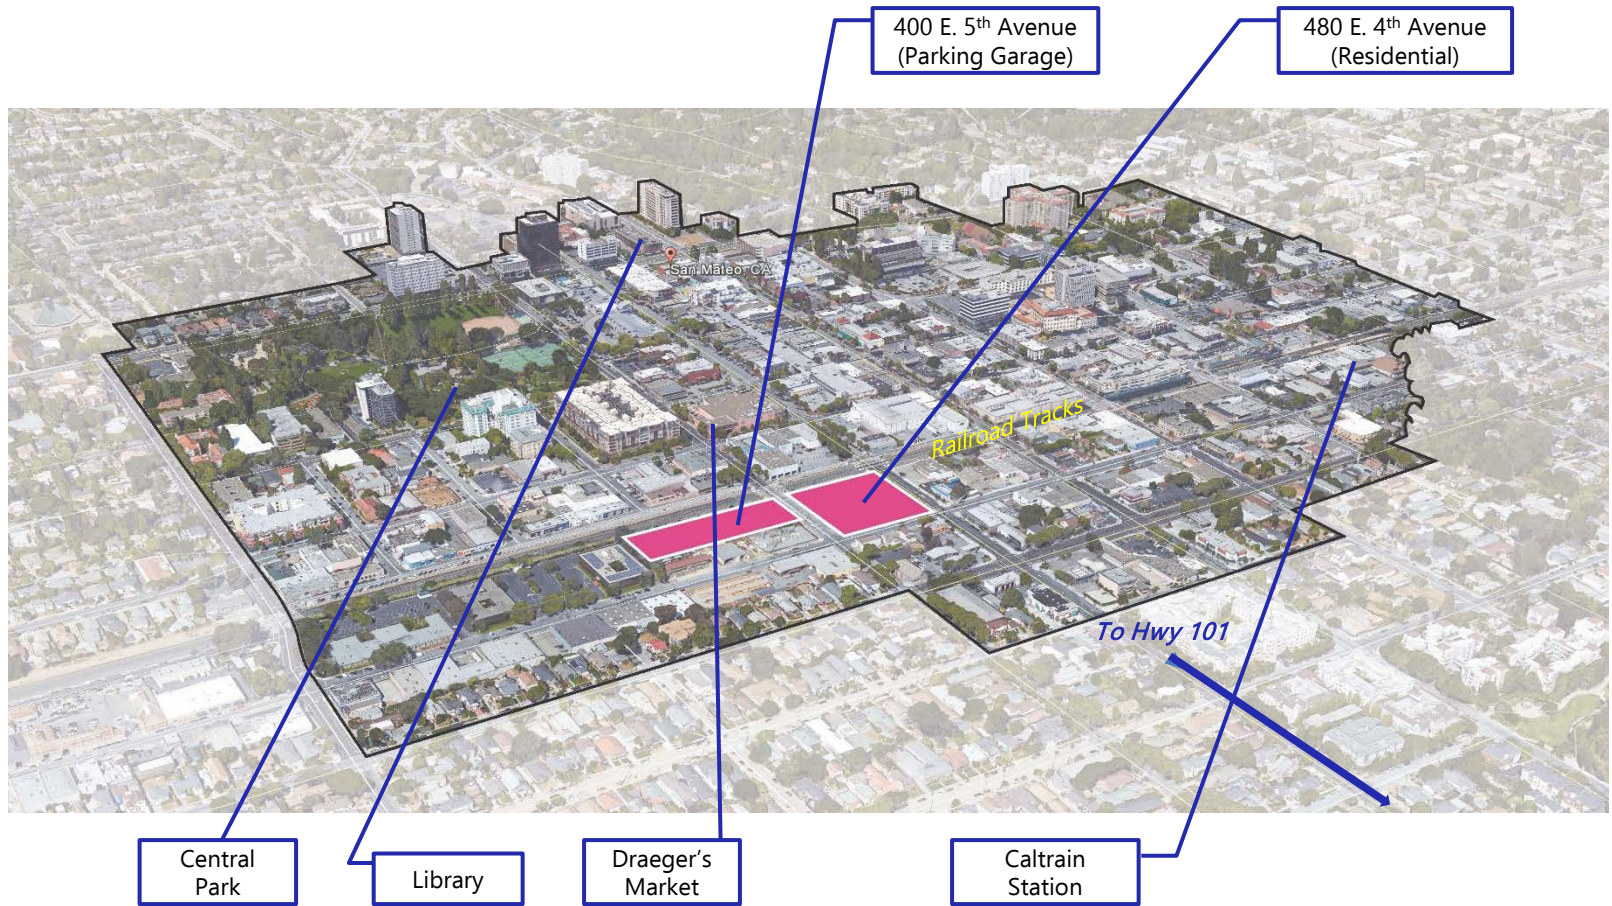 400 E. 5th Avenue
(Parking Garage)
480 E. 4th Avenue
(Residential)
San Mateo, CA
Railroad Tracks
To Hwy 101
Central
Park
Library
Draeger’s
Market
Caltrain
Station